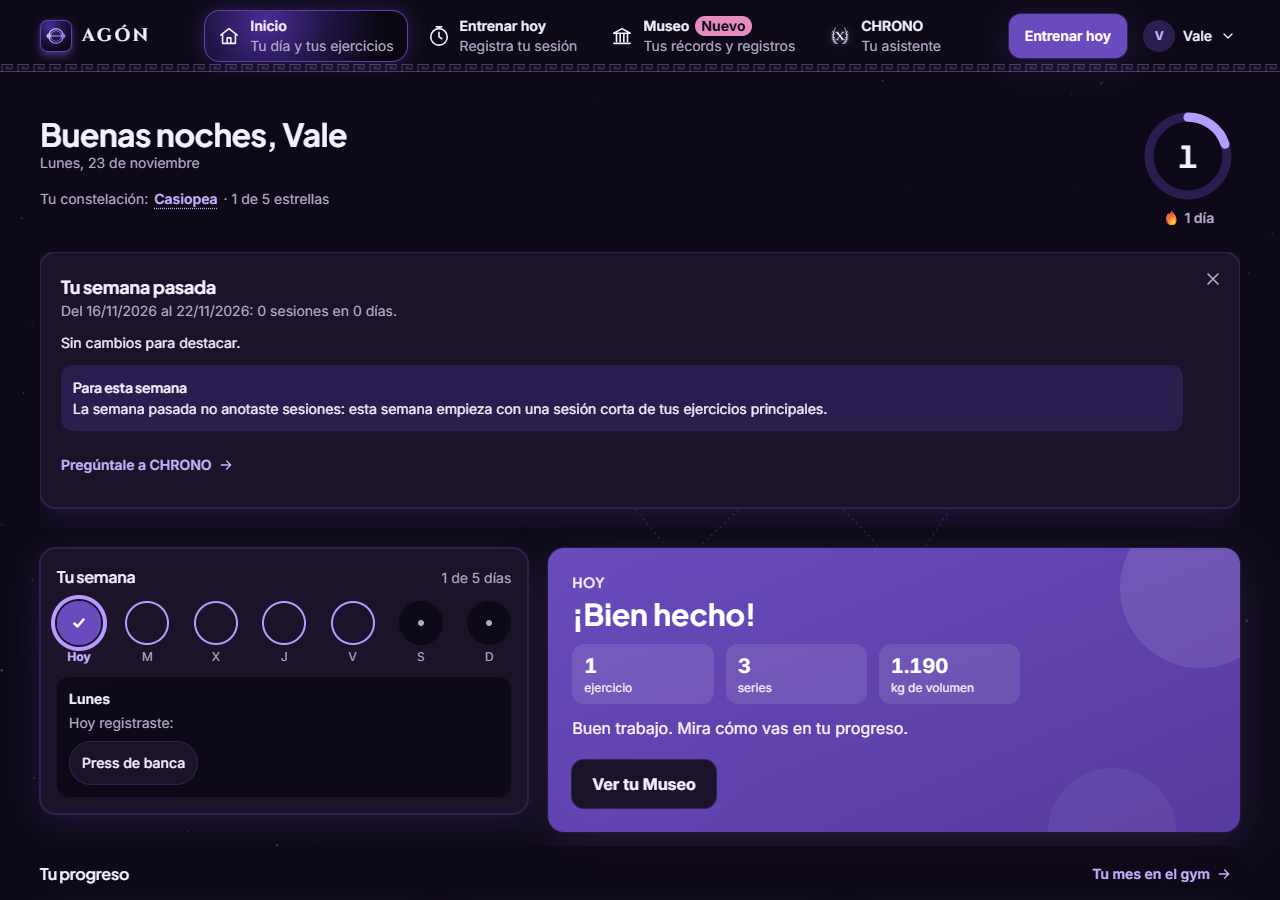 AGÓN
Inicio
Tu día y tus ejercicios
Entrenar hoy
Registra tu sesión
Museo Nuevo
Tus récords y registros
CHRONO
Tu asistente
Entrenar hoy
V Vale
Buenas noches, Vale
Lunes, 23 de noviembre
Tu constelación: Casiopea · 1 de 5 estrellas
1
1 día
Tu semana pasada
Del 16/11/2026 al 22/11/2026: 0 sesiones en 0 días.
Sin cambios para destacar.
Para esta semana
La semana pasada no anotaste sesiones: esta semana empieza con una sesión corta de tus ejercicios principales.
Pregúntale a CHRONO →
Tu semana
1 de 5 días
Hoy M X J V S D
Lunes
Hoy registraste:
Press de banca
HOY
¡Bien hecho!
1
ejercicio
3
series
1.190
kg de volumen
Buen trabajo. Mira cómo vas en tu progreso.
Ver tu Museo
Tu progreso
Tu mes en el gym →